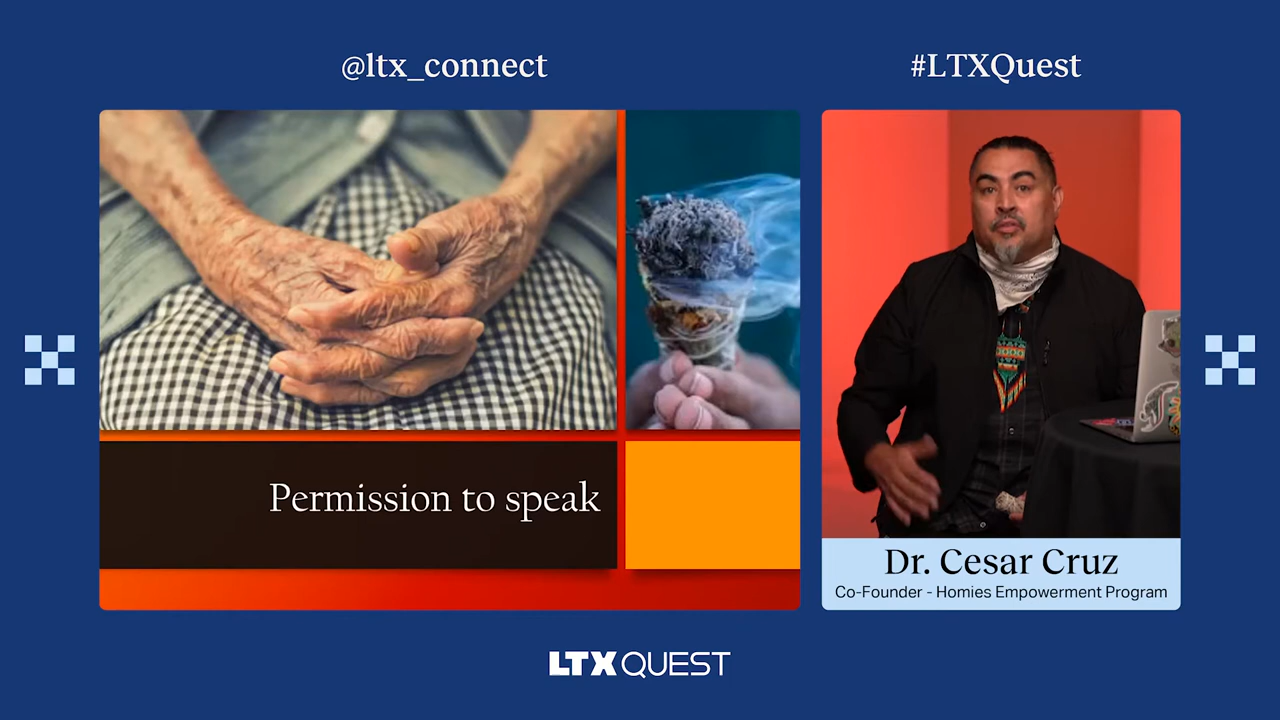 @ltx_connect
#LTXQuest
Permission to speak
Dr. Cesar Cruz
Co-Founder - Homies Empowerment Program
LTX QUEST